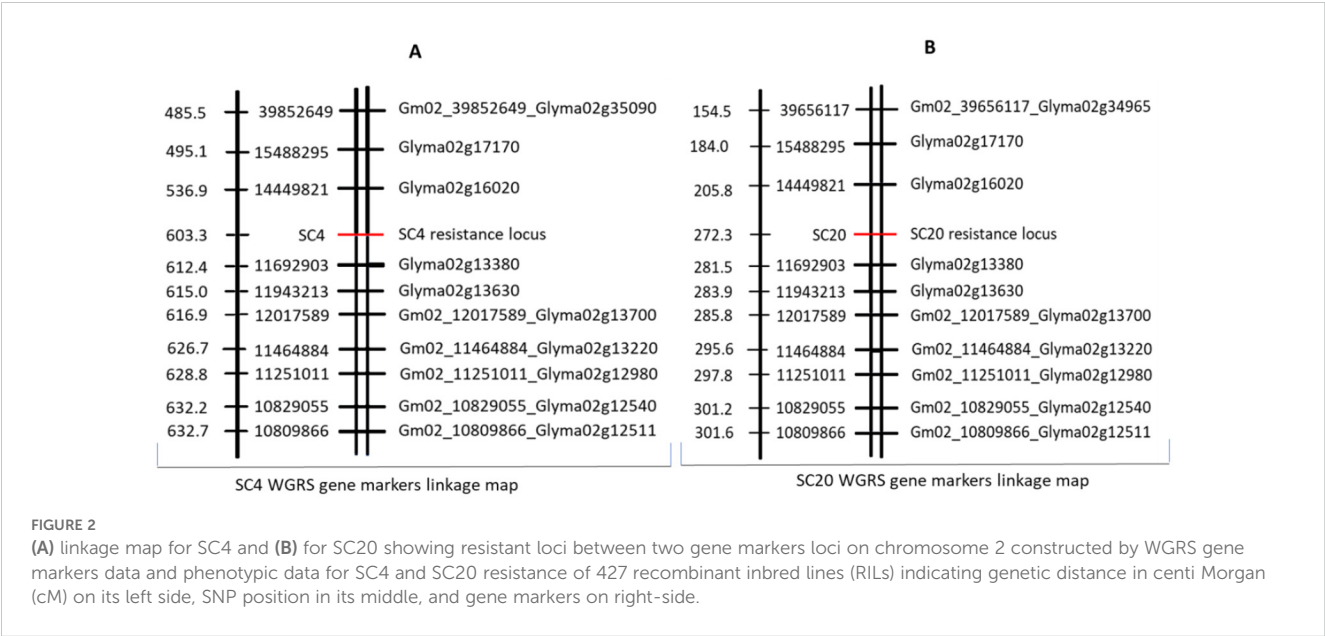 A
485.5 39852649 Gm02_39852649_Glyma02g35090
495.1 15488295 Glyma02g17170
536.9 14449821 Glyma02g16020
603.3 SC4 SC4 resistance locus
612.4 11692903 Glyma02g13380
615.0 11943213 Glyma02g13630
616.9 12017589 Gm02_12017589_Glyma02g13700
626.7 11464884 Gm02_11464884_Glyma02g13220
628.8 11251011 Gm02_11251011_Glyma02g12980
632.2 10829055 Gm02_10829055_Glyma02g12540
632.7 10809866 Gm02_10809866_Glyma02g12511
SC4 WGRS gene markers linkage map
B
154.5 39656117 Gm02_39656117_Glyma02g34965
184.0 15488295 Glyma02g17170
205.8 14449821 Glyma02g16020
272.3 SC20 SC20 resistance locus
281.5 11692903 Glyma02g13380
283.9 11943213 Glyma02g13630
285.8 12017589 Gm02_12017589_Glyma02g13700
295.6 11464884 Gm02_11464884_Glyma02g13220
297.8 11251011 Gm02_11251011_Glyma02g12980
301.2 10829055 Gm02_10829055_Glyma02g12540
301.6 10809866 Gm02_10809866_Glyma02g12511
SC20 WGRS gene markers linkage map
FIGURE 2
(A) linkage map for SC4 and (B) for SC20 showing resistant loci between two gene markers loci on chromosome 2 constructed by WGRS gene
markers data and phenotypic data for SC4 and SC20 resistance of 427 recombinant inbred lines (RILs) indicating genetic distance in centi Morgan
(cM) on its left side, SNP position in its middle, and gene markers on right-side.